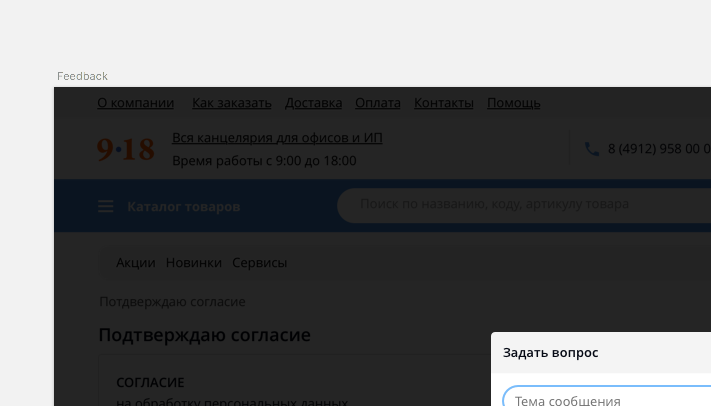 Feedback
О компании Как заказать Доставка Оплата Контакты Помощь
9·18
Вся канцелярия для офисов и ИП
Время работы с 9:00 до 18:00
8 (4912) 958 00 0
Каталог товаров
Поиск по названию, коду, артикулу товара
Акции Новинки Сервисы
Потдверждаю согласие
Подтверждаю согласие
СОГЛАСИЕ
на обработку персональных данных
Задать вопрос
Тема сообщения